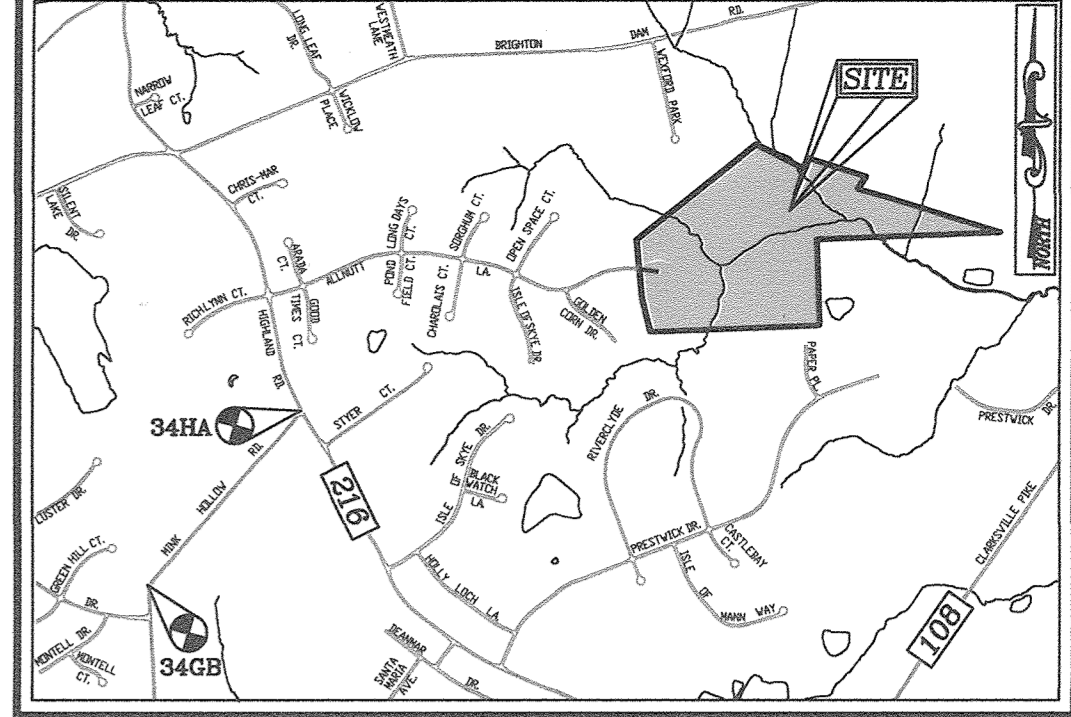 LONG LEAF
DR.
WESTMEATH
LANE
BRIGHTON
DAM
RD.
WEXFORD PARK
NARROW
LEAF CT.
WICKLOW
PLACE
SITE
NORTH
CHRIS-MAR
CT.
SILENT
LAKE
DR.
ARADA
CT.
ALLNUTT
LA.
LONG DAYS
CT.
POND
FIELD CT.
SORGHUM CT.
CHAROLAIS CT.
OPEN SPACE CT.
ISLE OF SKYE DR.
GOLDEN
CORN DR.
RICHLYNN CT.
GOOD
TIMES CT.
HIGHLAND
RD.
STYER
CT.
34HA
MINK
HOLLOW
RD.
216
PAPER PL.
PRESTWICK
DR.
RIVERCLYDE
DR.
ISLE
OF
SKYE
DR.
BLACK
WATCH
LA.
LUSTER DR.
GREEN HILL CT.
DR.
MONTELL DR.
MONTELL
CT.
34GB
HOLLY
LOCH
LA.
PRESTWICK DR.
CASTLEBAY
CT.
ISLE
OF
MANN WAY
CLARKSVILLE PIKE
108
DEANMAR
DR.
SANTA
MARIA
AVE.